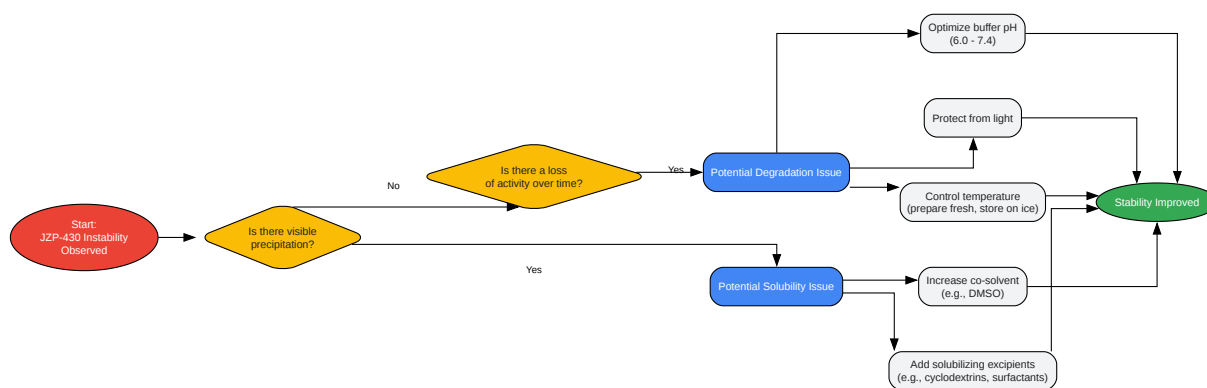 Start:
JZP-430 Instability
Observed
Is there visible
precipitation?
No
Yes
Is there a loss
of activity over time?
Yes
Potential Degradation Issue
Potential Solubility Issue
Optimize buffer pH
(6.0 - 7.4)
Protect from light
Control temperature
(prepare fresh, store on ice)
Increase co-solvent
(e.g., DMSO)
Add solubilizing excipients
(e.g., cyclodextrins, surfactants)
Stability Improved